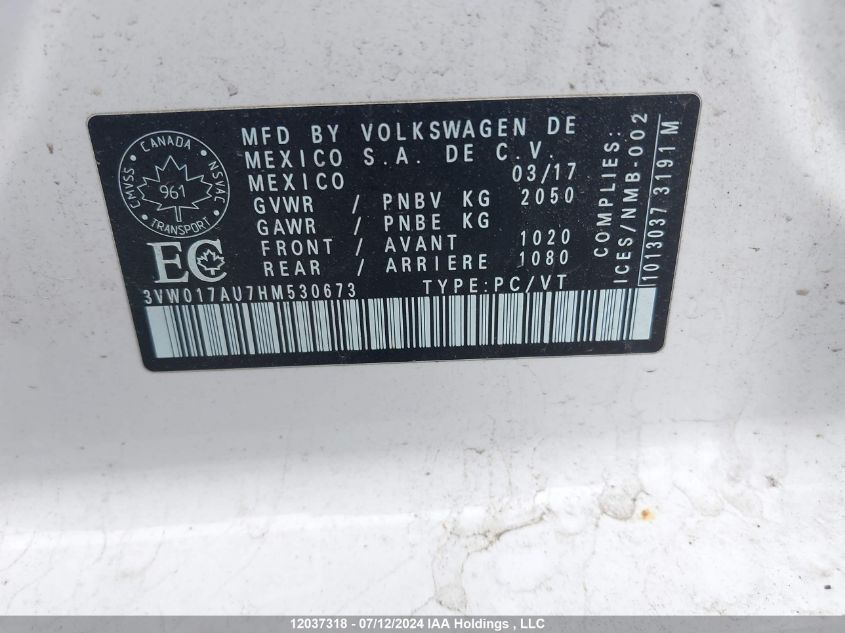 CANADA
CMVSS NSVAC
961
TRANSPORT
EC
MFD BY VOLKSWAGEN DE
MEXICO S.A. DE C.V.
MEXICO 03/17
GVWR / PNBV KG 2050
GAWR / PNBE KG
FRONT / AVANT 1020
REAR / ARRIERE 1080
3VW017AU7HM530673 TYPE:PC/VT
COMPLIES:
ICES/NMB-002
1013037 3191 M
12037318 - 07/12/2024 IAA Holdings , LLC